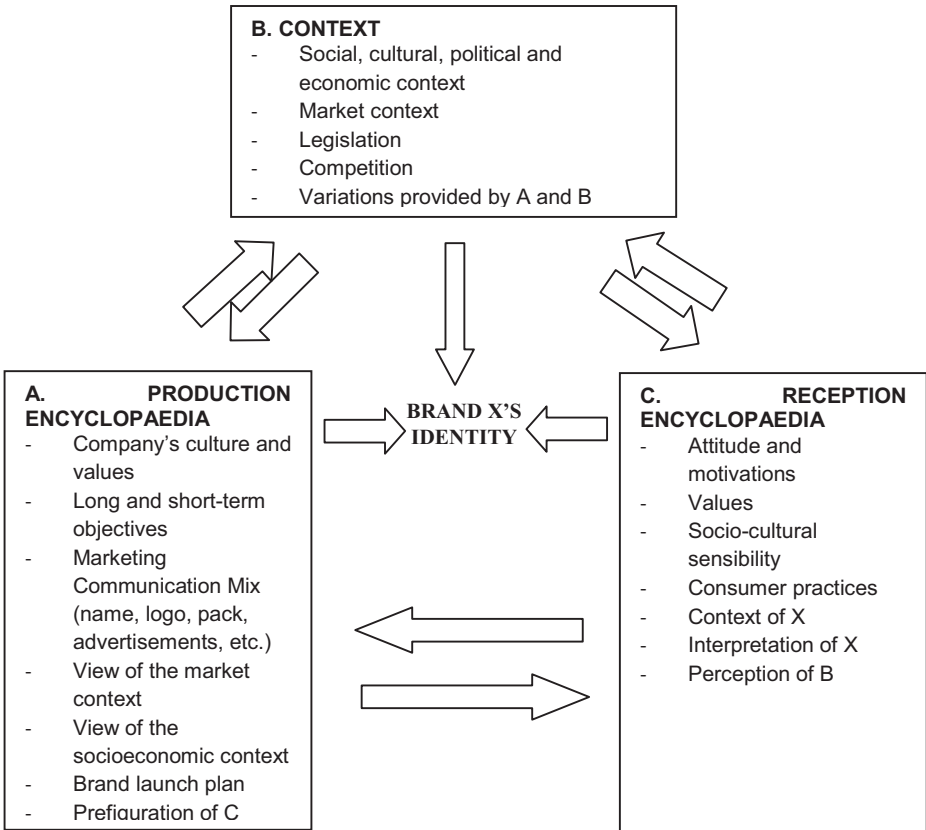 B. CONTEXT
- Social, cultural, political and
economic context
- Market context
- Legislation
- Competition
- Variations provided by A and B
A. PRODUCTION
ENCYCLOPAEDIA
- Company’s culture and
values
- Long and short-term
objectives
- Marketing
Communication Mix
(name, logo, pack,
advertisements, etc.)
- View of the market
context
- View of the
socioeconomic context
- Brand launch plan
- Prefiguration of C
BRAND X’S
IDENTITY
C. RECEPTION
ENCYCLOPAEDIA
- Attitude and
motivations
- Values
- Socio-cultural
sensibility
- Consumer practices
- Context of X
- Interpretation of X
- Perception of B